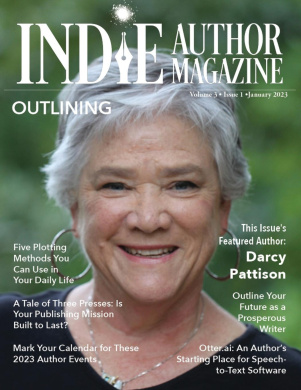 INDiE AUTHOR
MAGAZINE
Volume 3 • Issue 1 •January 2023
OUTLINING
This Issue's
Featured Author:
Darcy
Pattison
Five Plotting
Methods You
Can Use in
Your Daily Life
Outline Your
Future as a
Prosperous
Writer
A Tale of Three Presses: Is
Your Publishing Mission
Built to Last?
Mark Your Calendar for These
2023 Author Events
Otter.ai: An Author's
Starting Place for Speech-
to-Text Software